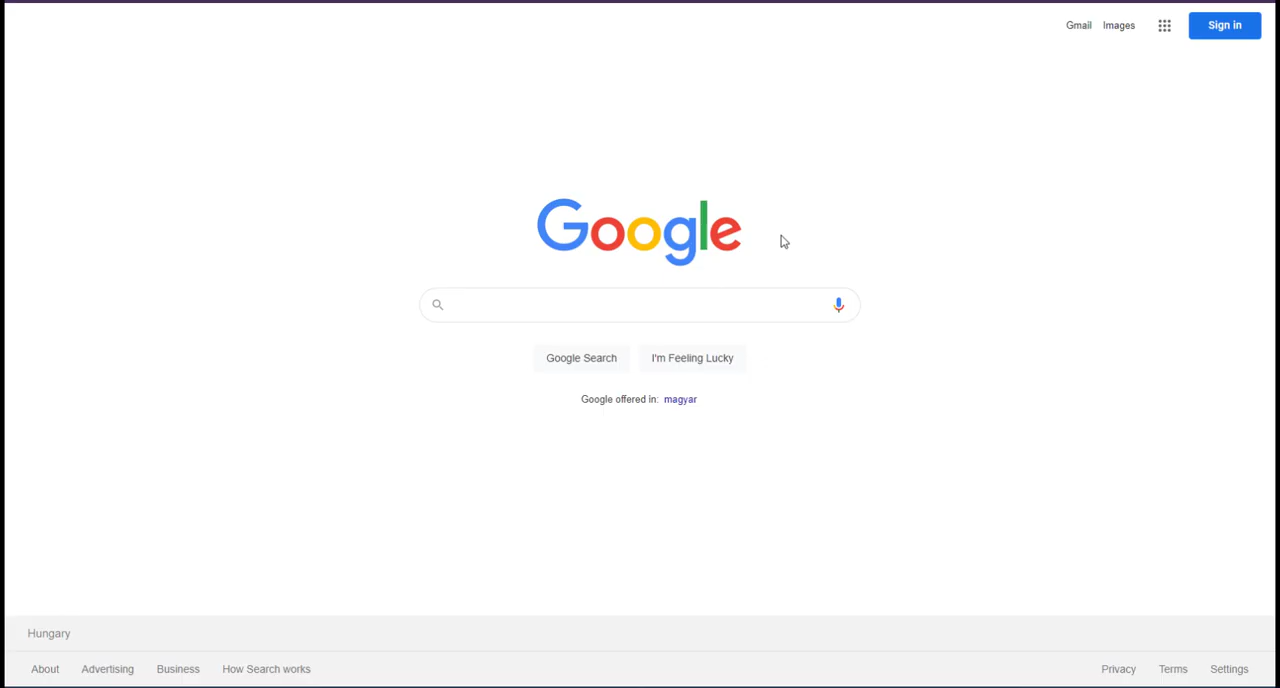 Gmail Images Sign in
Google
Google Search I'm Feeling Lucky
Google offered in: magyar
Hungary
About Advertising Business How Search works Privacy Terms Settings